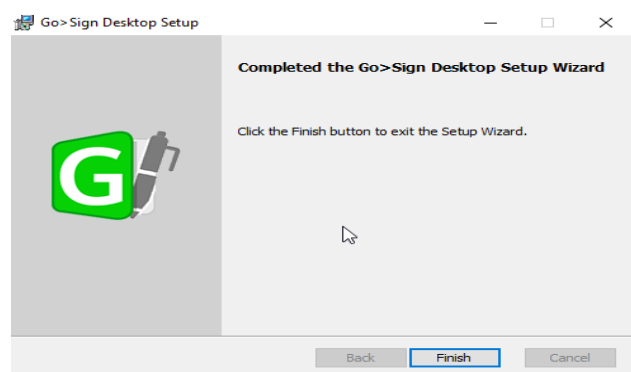 Go>Sign Desktop Setup
Completed the Go>Sign Desktop Setup Wizard
Click the Finish button to exit the Setup Wizard.
G
Back Finish Cancel